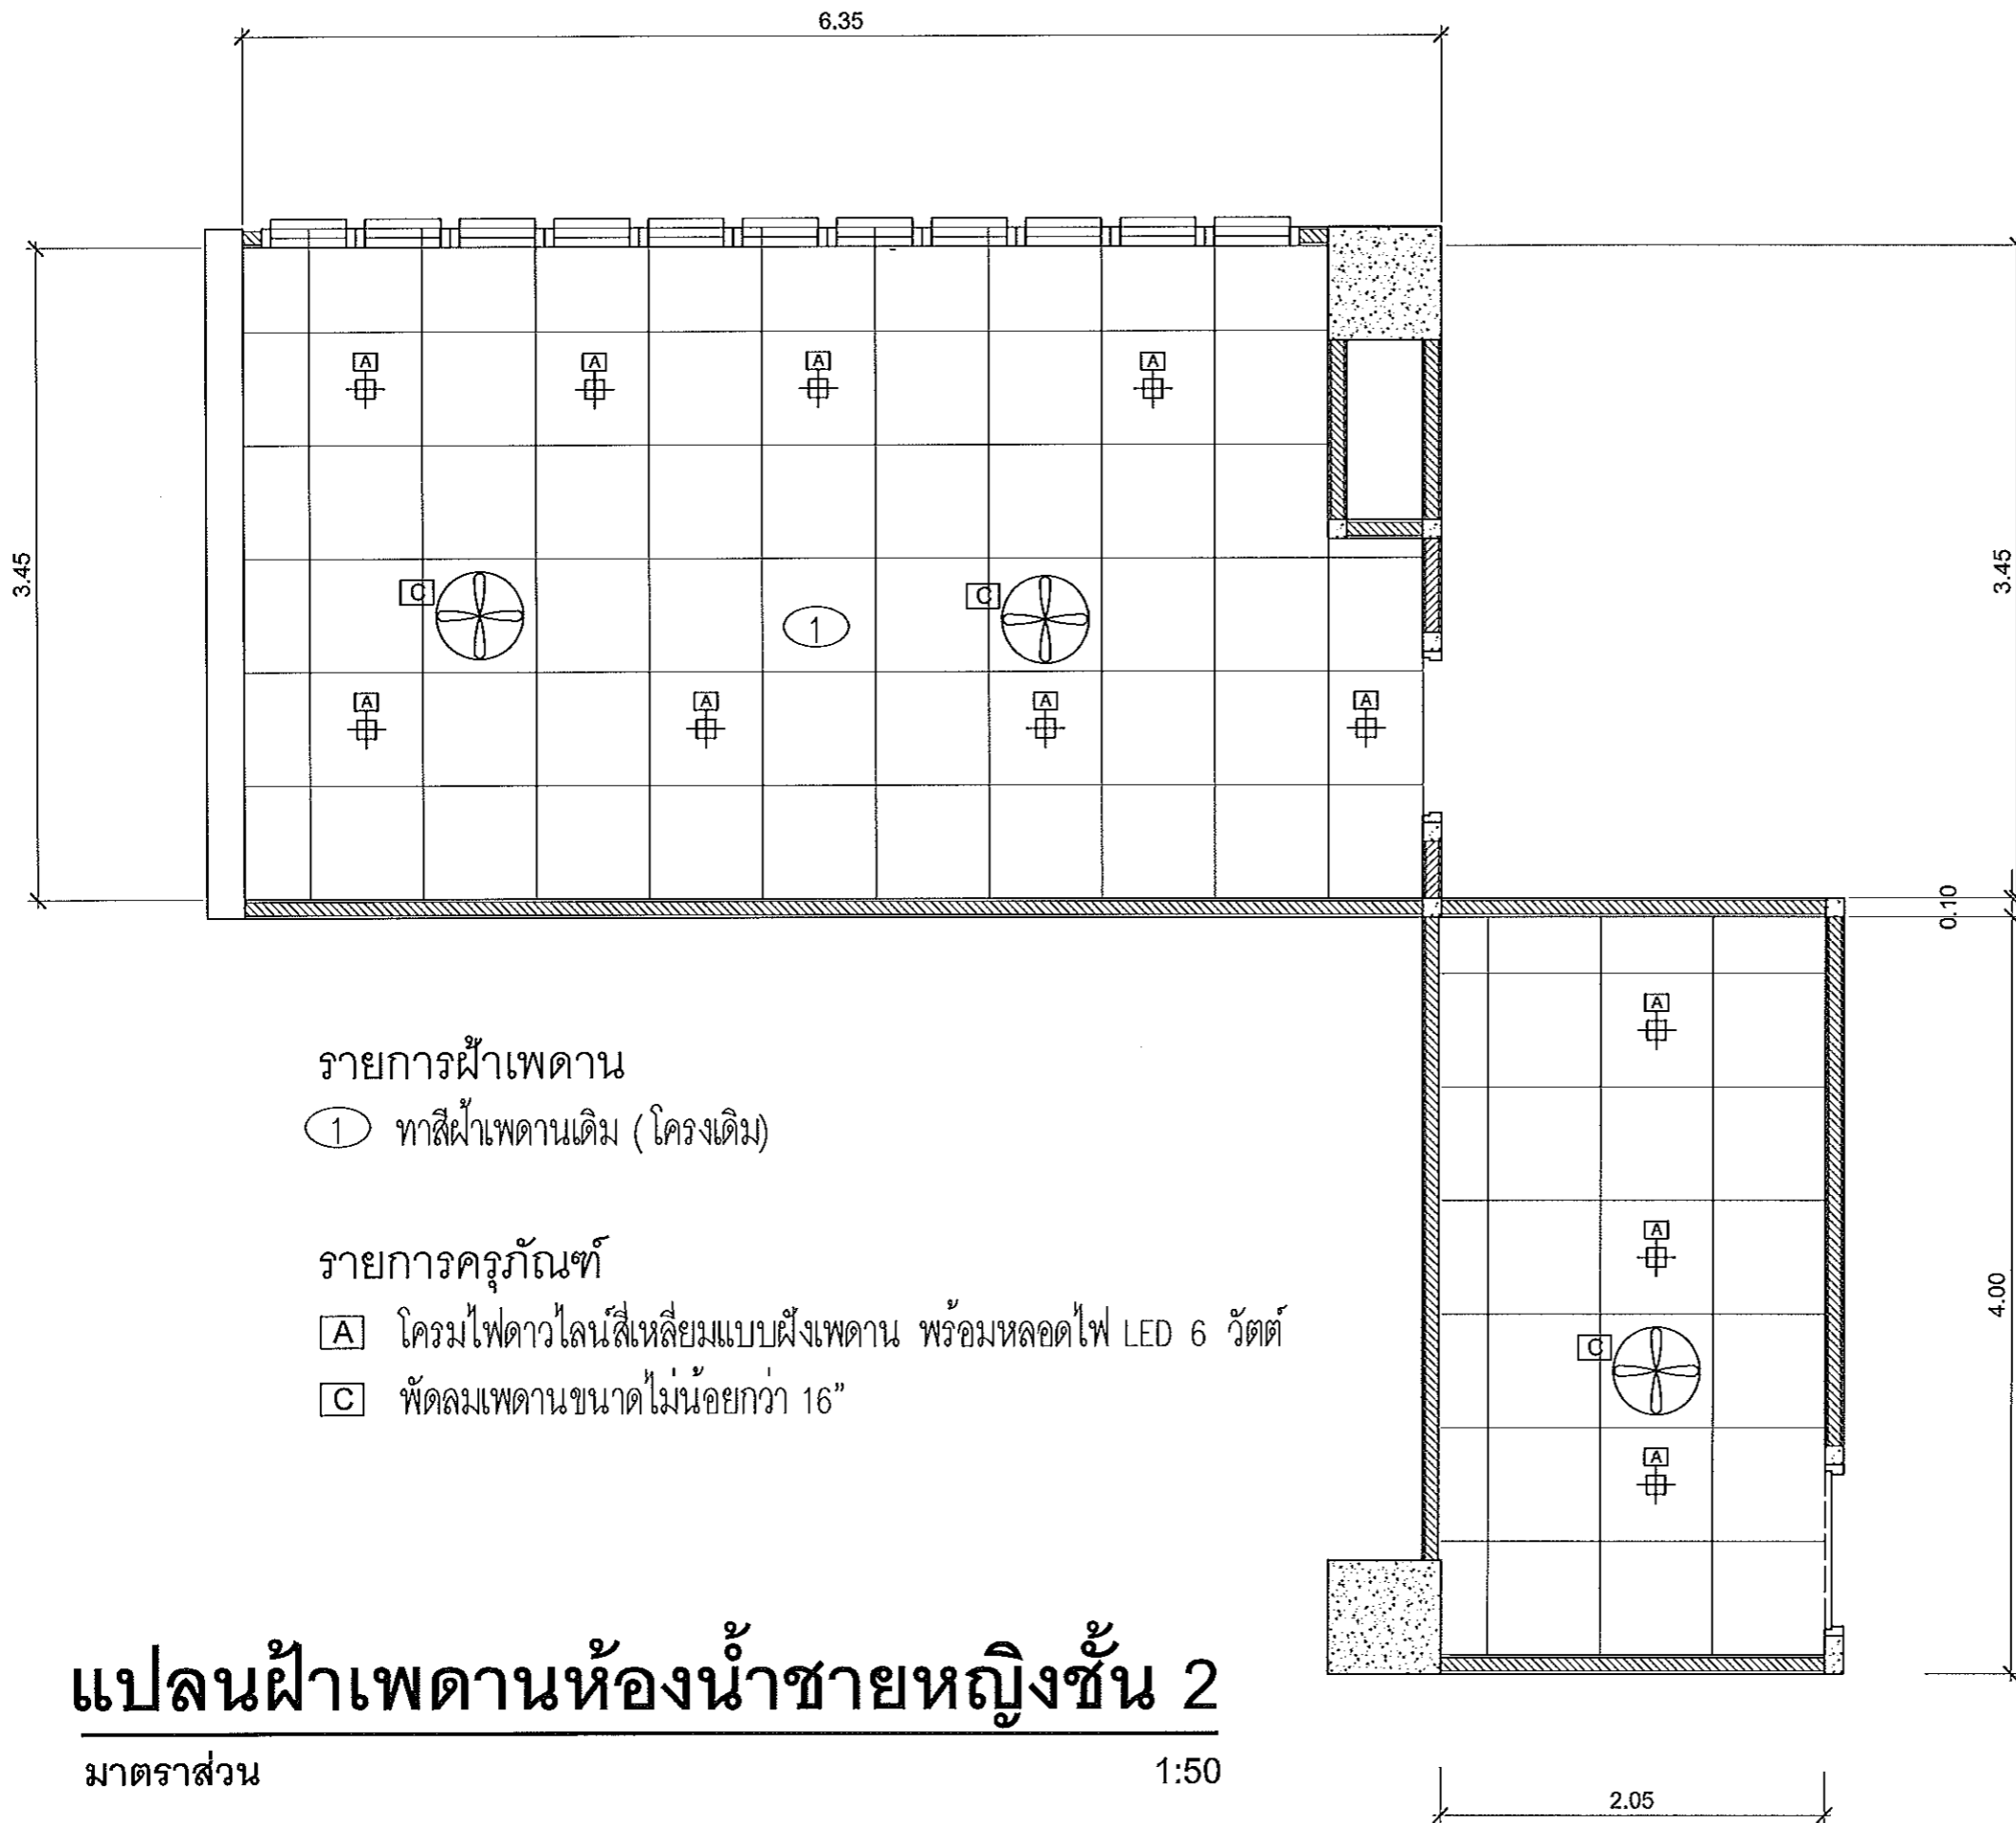 6.35
A A A A
3.45
3.45
C
C
1
A A A A
0.10
A
รายการฝ้าเพดาน
1 ทาสีฝ้าเพดานเดิม (โครงเดิม)
A
รายการครุภัณฑ์
A โครมไฟดาวไลน์สี่เหลี่ยมแบบฝังเพดาน พร้อมหลอดไฟ LED 6 วัตต์
4.00
C
C พัดลมเพดานขนาดไม่น้อยกว่า 16”
A
แปลนฝ้าเพดานห้องน้ำชายหญิงชั้น 2
มาตราส่วน 1:50
2.05